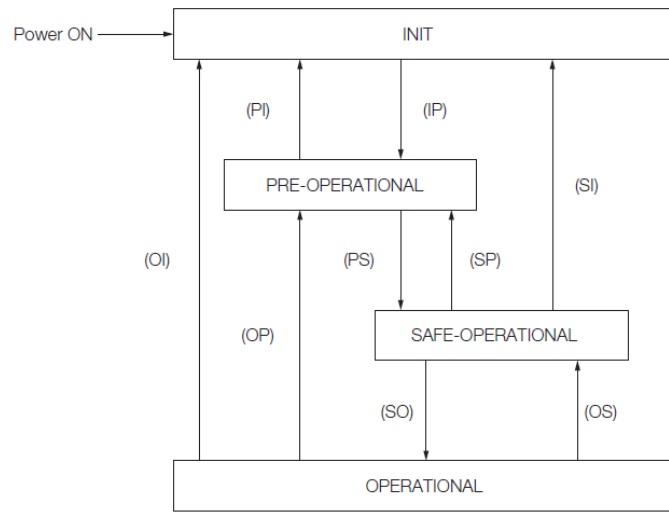 Power ON
INIT
(PI)
(IP)
PRE-OPERATIONAL
(SI)
(OI)
(PS)
(SP)
(OP)
SAFE-OPERATIONAL
(SO)
(OS)
OPERATIONAL